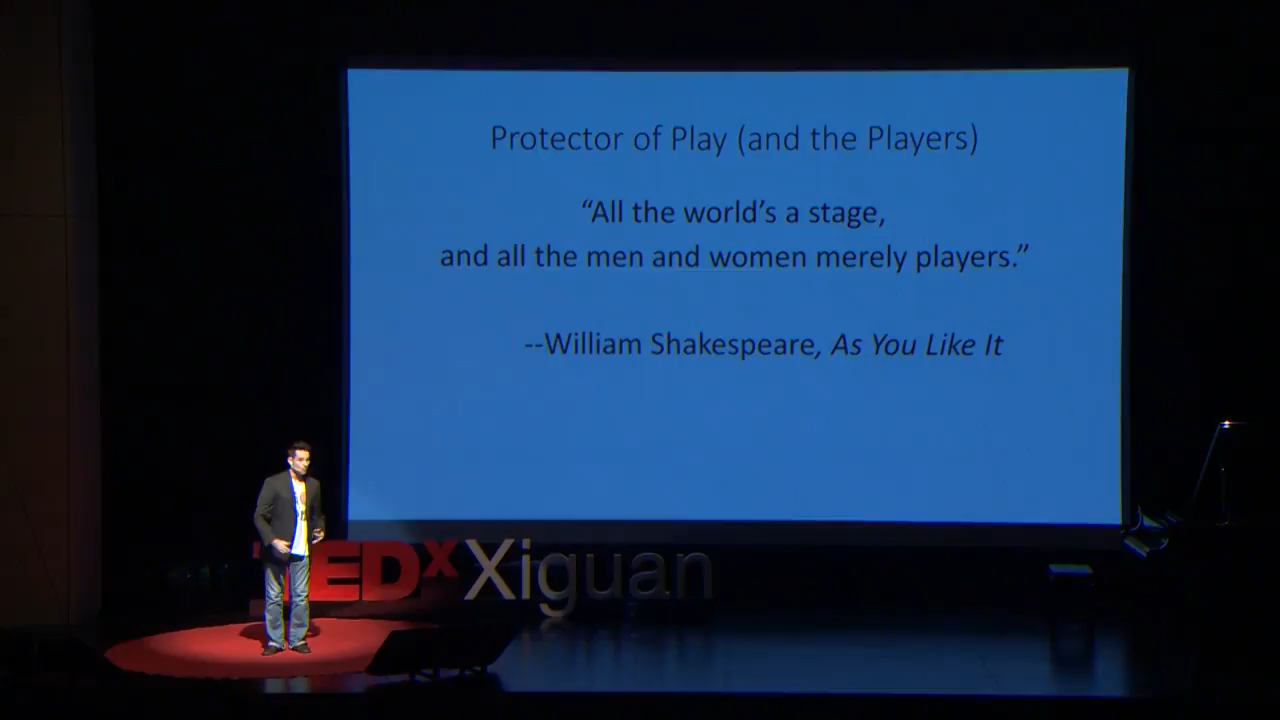 Protector of Play (and the Players)
“All the world’s a stage,
and all the men and women merely players.”
--William Shakespeare, As You Like It
TEDx Xiguan